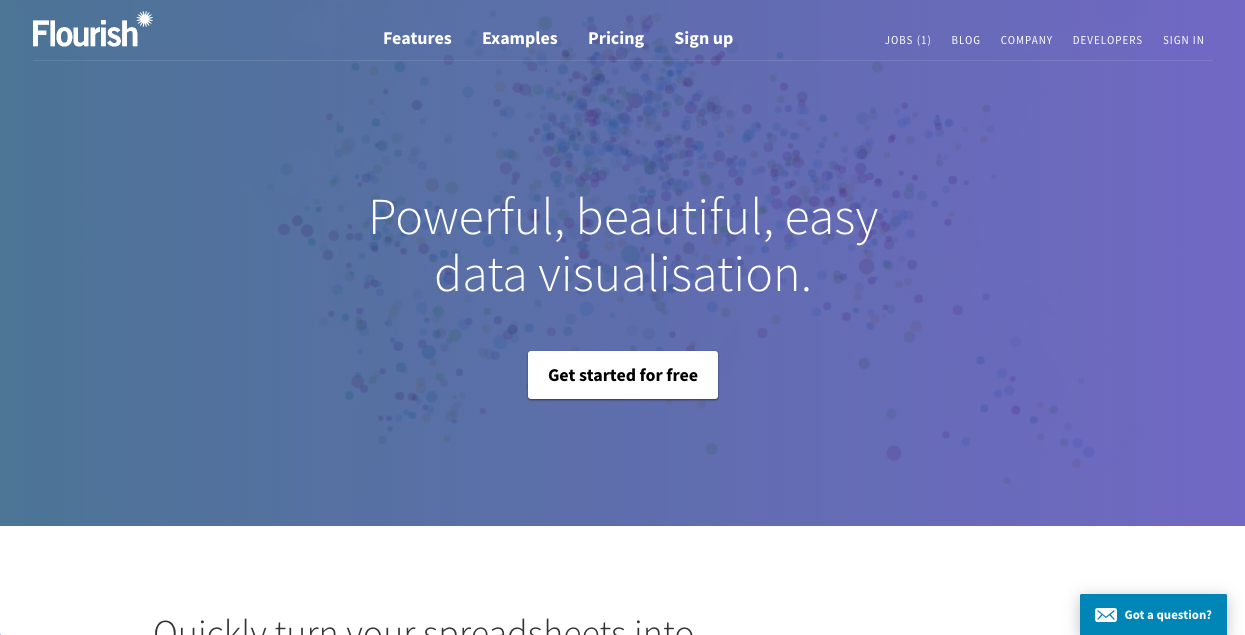 Flourish
Features Examples Pricing Sign up
JOBS (1) BLOG COMPANY DEVELOPERS SIGN IN
Powerful, beautiful, easy
data visualisation.
Get started for free
Quickly turn your spreadsheets into
Got a question?